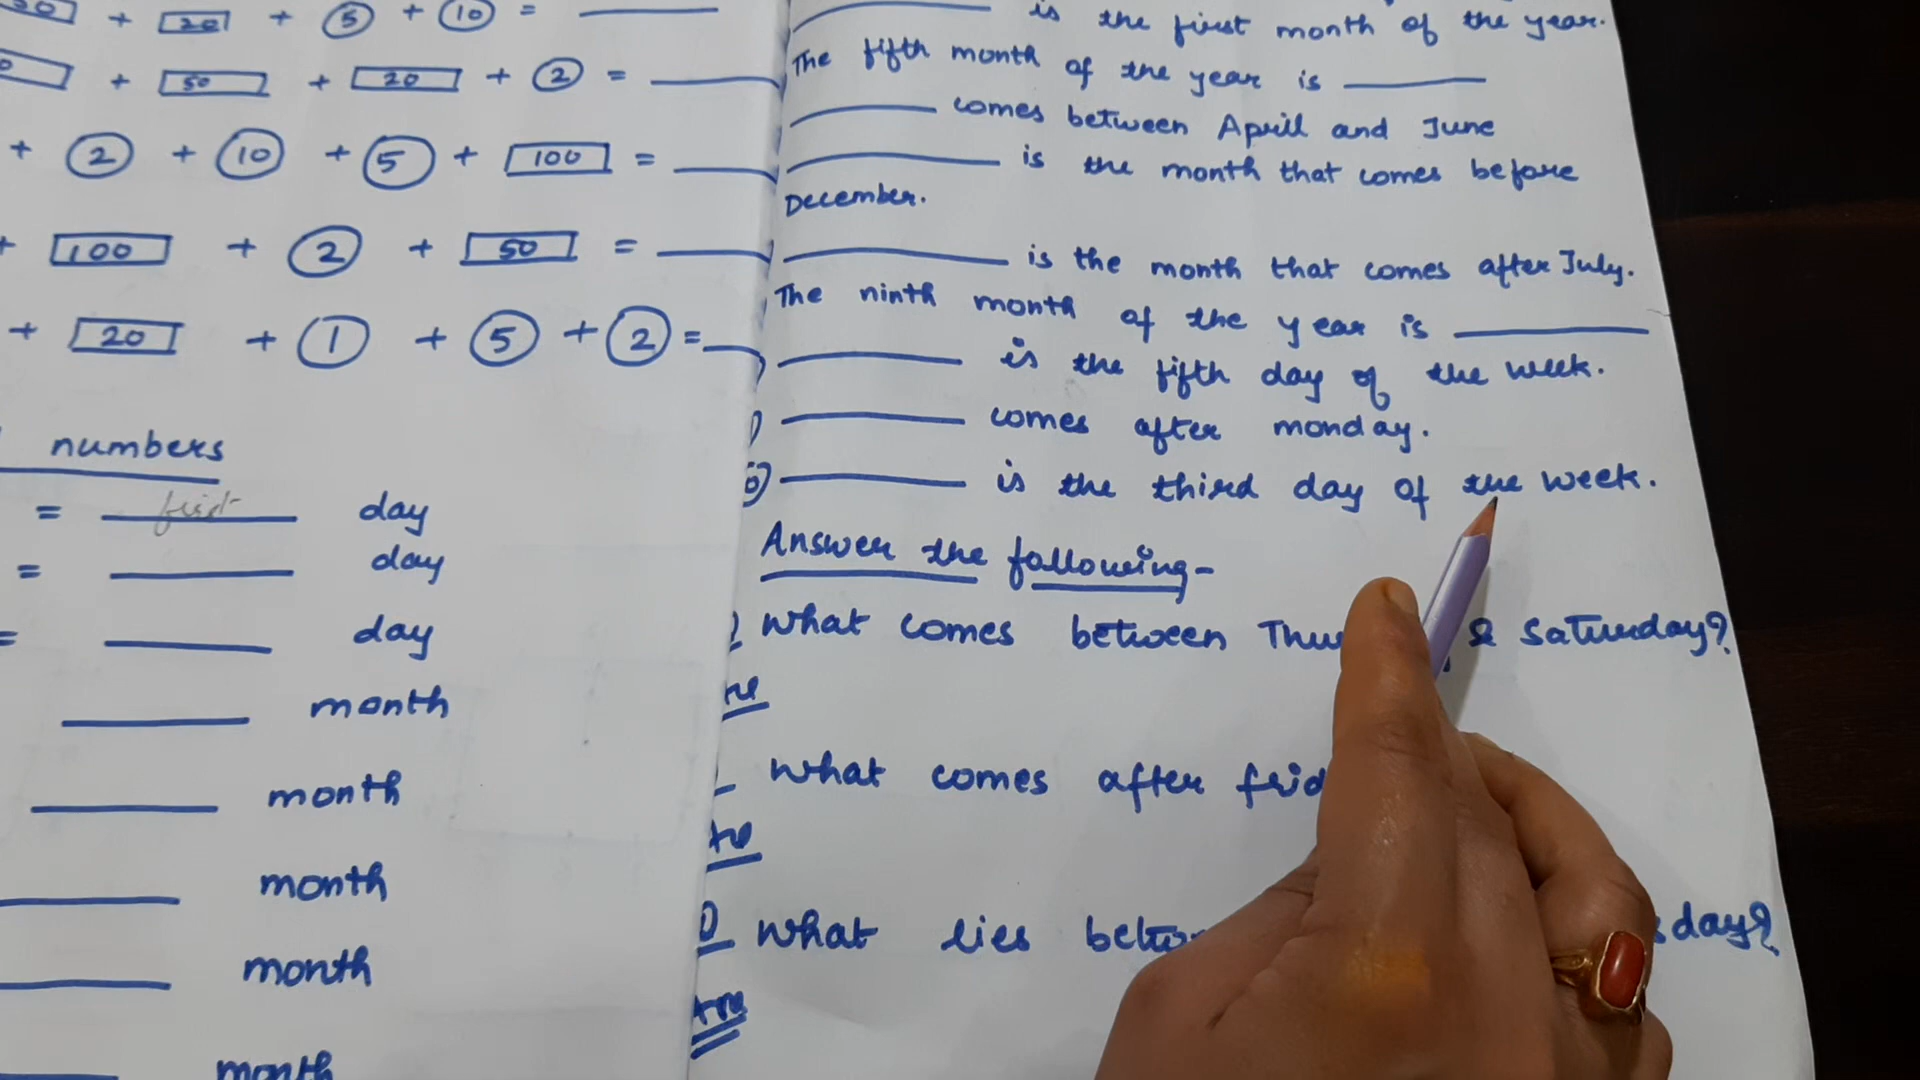 + 20 + 5 + 10 =
+ 50 + 20 + 2 =
+ 2 + 10 + 5 + 100 =
+ 100 + 2 + 50 =
+ 20 + 1 + 5 + 2 =
numbers
= first day
= day
= day
month
month
month
month
month
is the first month of the year.
The fifth month of the year is
comes between April and June
is the month that comes before
December.
is the month that comes after July.
The ninth month of the year is
is the fifth day of the week.
comes after monday.
is the third day of the week.
Answer the following-
What comes between & Saturday?
What comes after
What lies